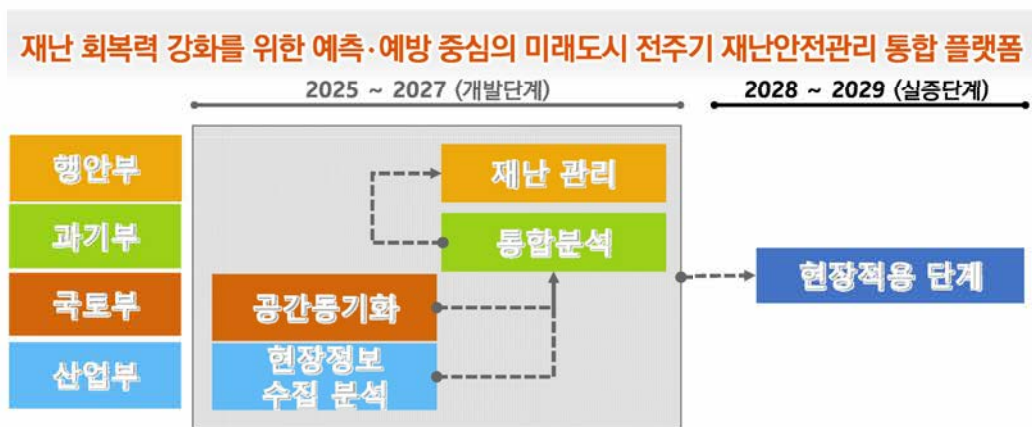 재난 회복력 강화를 위한 예측·예방 중심의 미래도시 전주기 재난안전관리 통합 플랫폼
2025 ~ 2027 (개발단계)
2028 ~ 2029 (실증단계)
행안부
재난 관리
과기부
통합분석
국토부
공간동기화
현장적용 단계
산업부
현장정보
수집 분석